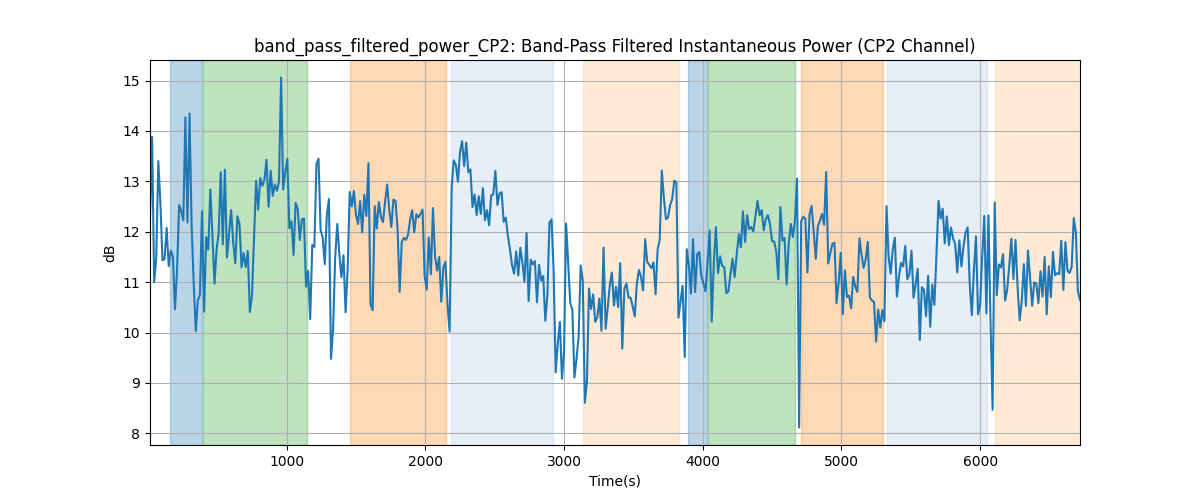 band_pass_filtered_power_CP2: Band-Pass Filtered Instantaneous Power (CP2 Channel)
15
14
13
12
11
10
9
8
dB
1000 2000 3000 4000 5000 6000
Time(s)